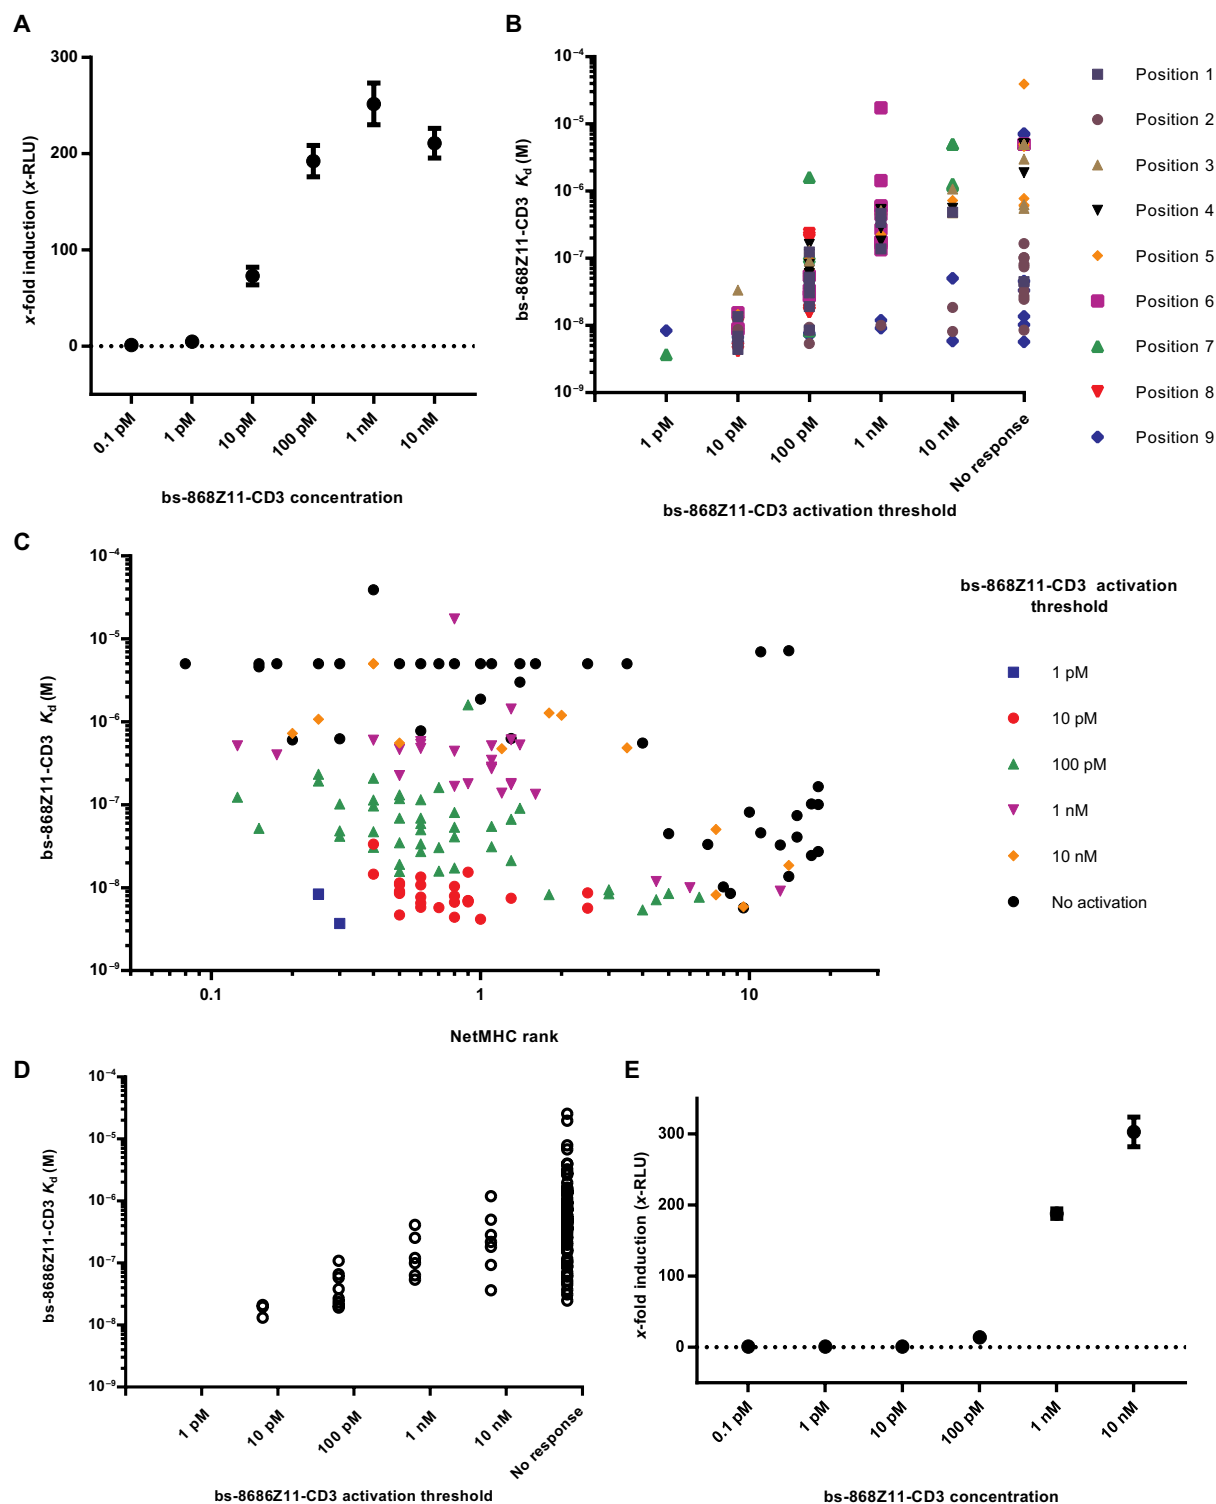 A
300
200
100
0
x-fold induction (x-RLU)
0.1 pM
1 pM
10 pM
100 pM
1 nM
10 nM
bs-868Z11-CD3 concentration
B
10⁻⁴
10⁻⁵
10⁻⁶
10⁻⁷
10⁻⁸
10⁻⁹
bs-868Z11-CD3 Kd (M)
1 pM
10 pM
100 pM
1 nM
10 nM
No response
bs-868Z11-CD3 activation threshold
Position 1
Position 2
Position 3
Position 4
Position 5
Position 6
Position 7
Position 8
Position 9
C
10⁻⁴
10⁻⁵
10⁻⁶
10⁻⁷
10⁻⁸
10⁻⁹
bs-868Z11-CD3 Kd (M)
0.1
1
10
NetMHC rank
bs-868Z11-CD3 activation
threshold
1 pM
10 pM
100 pM
1 nM
10 nM
No activation
D
10⁻⁴
10⁻⁵
10⁻⁶
10⁻⁷
10⁻⁸
10⁻⁹
bs-8686Z11-CD3 Kd (M)
1 pM
10 pM
100 pM
1 nM
10 nM
No response
bs-8686Z11-CD3 activation threshold
E
300
200
100
0
x-fold induction (x-RLU)
0.1 pM
1 pM
10 pM
100 pM
1 nM
10 nM
bs-868Z11-CD3 concentration